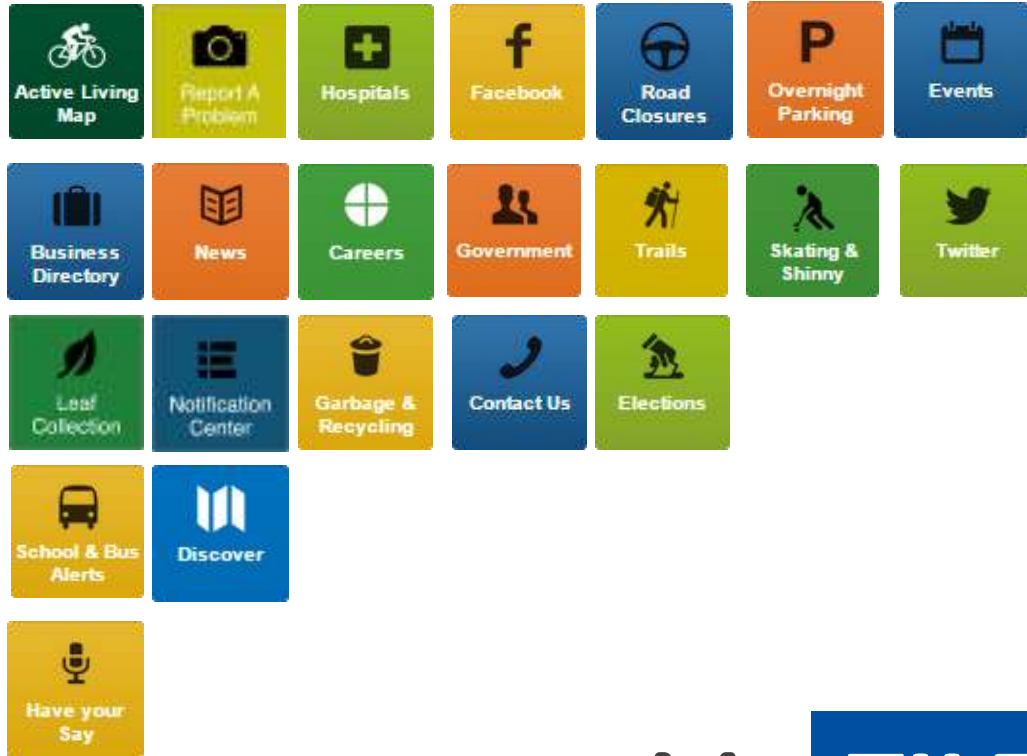 Active Living
Map
Report A
Problem
Hospitals
f
Facebook
Road
Closures
P
Overnight
Parking
Events
Business
Directory
News
Careers
Government
Trails
Skating &
Shinny
Twitter
Leaf
Collection
Notification
Center
Garbage &
Recycling
Contact Us
Elections
School & Bus
Alerts
Discover
Have your
Say